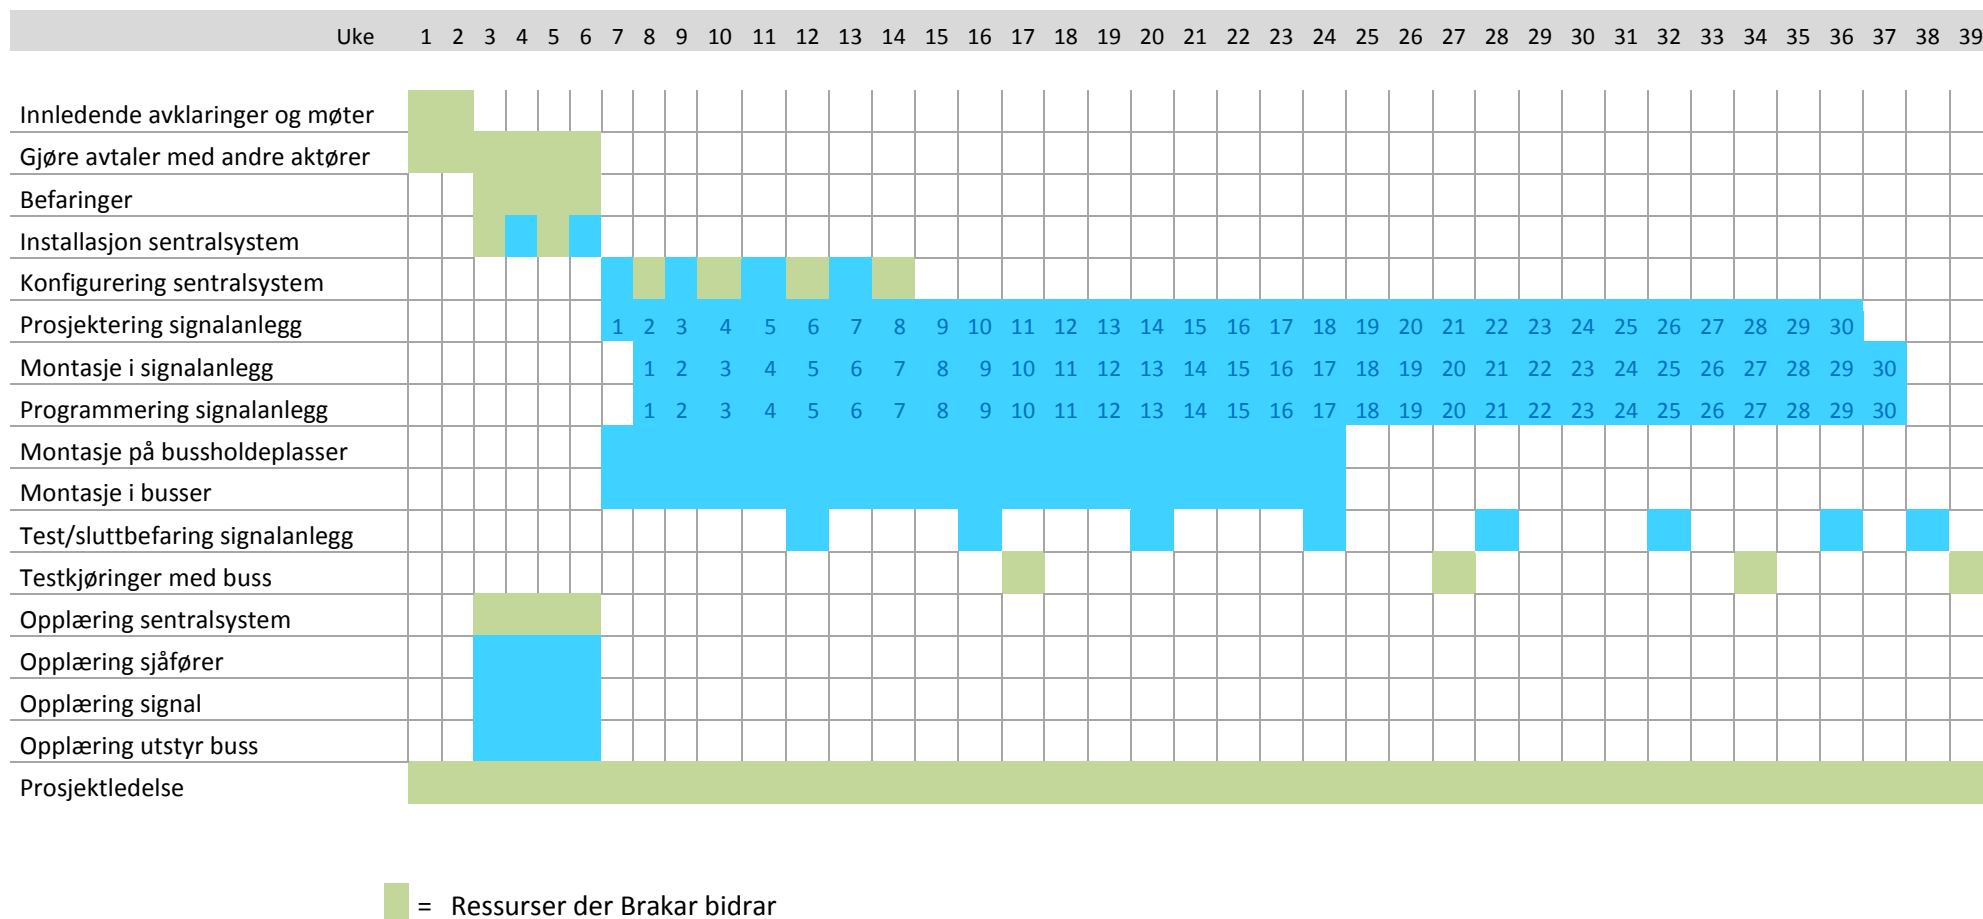 Uke 1 2 3 4 5 6 7 8 9 10 11 12 13 14 15 16 17 18 19 20 21 22 23 24 25 26 27 28 29 30 31 32 33 34 35 36 37 38 39
Innledende avklaringer og møter
Gjøre avtaler med andre aktører
Befaringer
Installasjon sentralsystem
Konfigurering sentralsystem
Prosjektering signalanlegg 1 2 3 4 5 6 7 8 9 10 11 12 13 14 15 16 17 18 19 20 21 22 23 24 25 26 27 28 29 30
Montasje i signalanlegg 1 2 3 4 5 6 7 8 9 10 11 12 13 14 15 16 17 18 19 20 21 22 23 24 25 26 27 28 29 30
Programmering signalanlegg 1 2 3 4 5 6 7 8 9 10 11 12 13 14 15 16 17 18 19 20 21 22 23 24 25 26 27 28 29 30
Montasje på bussholdeplasser
Montasje i busser
Test/sluttbefaring signalanlegg
Testkjøringer med buss
Opplæring sentralsystem
Opplæring sjåfører
Opplæring signal
Opplæring utstyr buss
Prosjektledelse
= Ressurser der Brakar bidrar